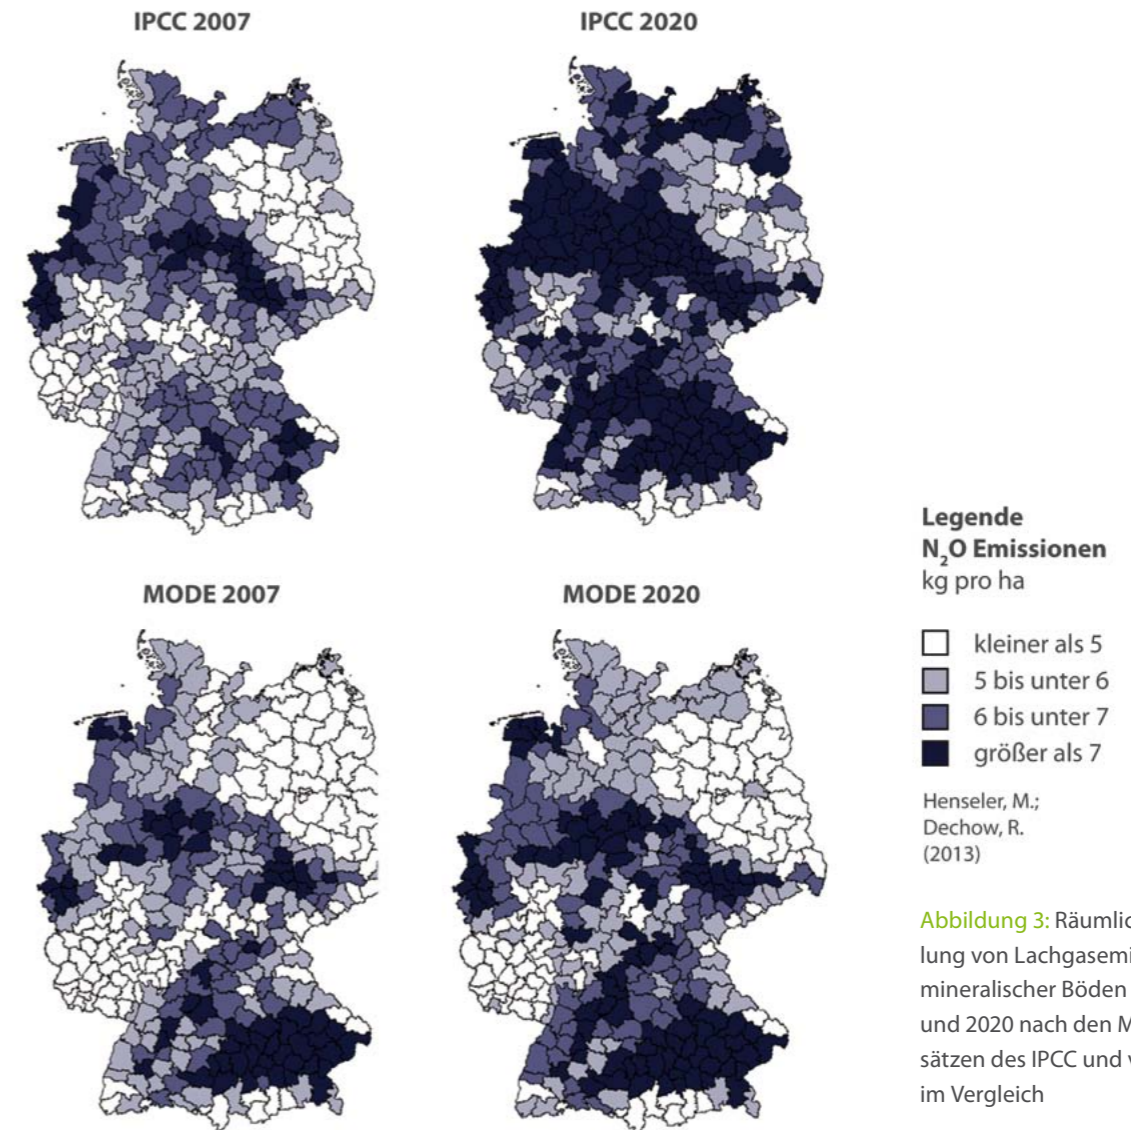 IPCC 2007
IPCC 2020
MODE 2007
MODE 2020
Legende
N₂O Emissionen
kg pro ha
kleiner als 5
5 bis unter 6
6 bis unter 7
größer als 7
Henseler, M.;
Dechow, R.
(2013)
Abbildung 3:
lung von
mineralischer Böden
und 2020 nach den
sätzen des IPCC und
im Vergleich